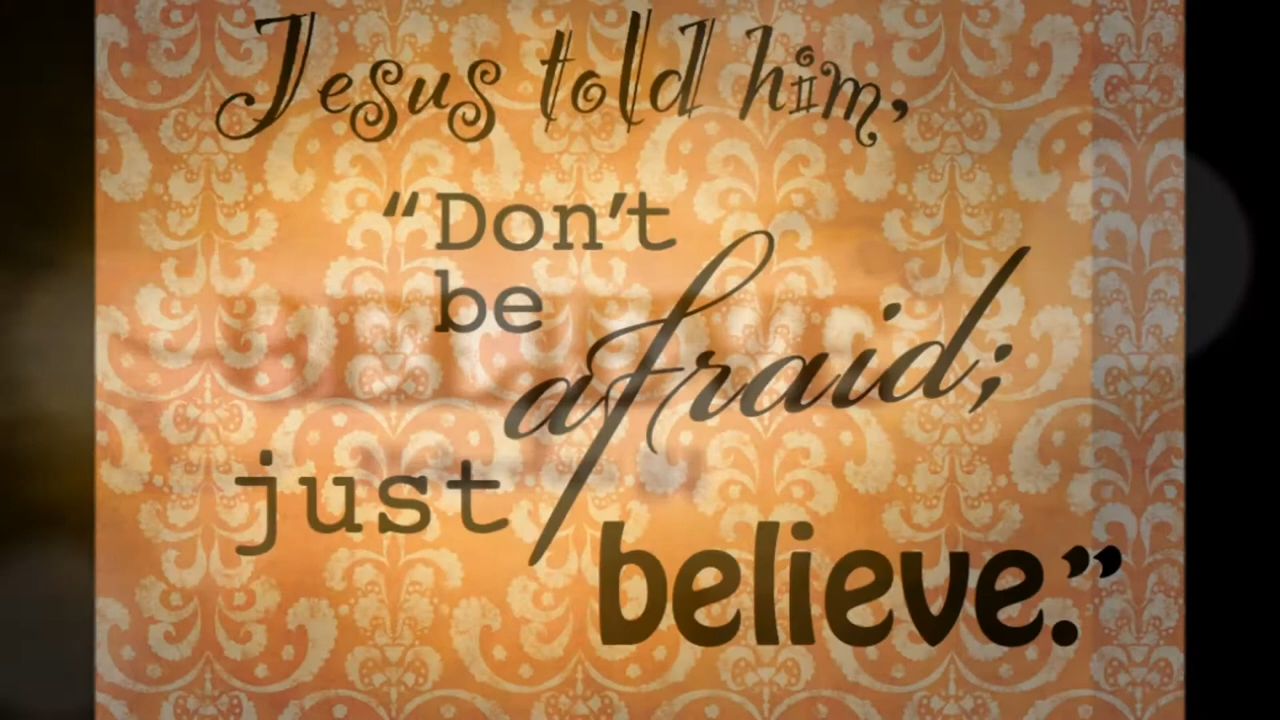 Jesus told him,
“Don’t
be
afraid;
just
believe.”